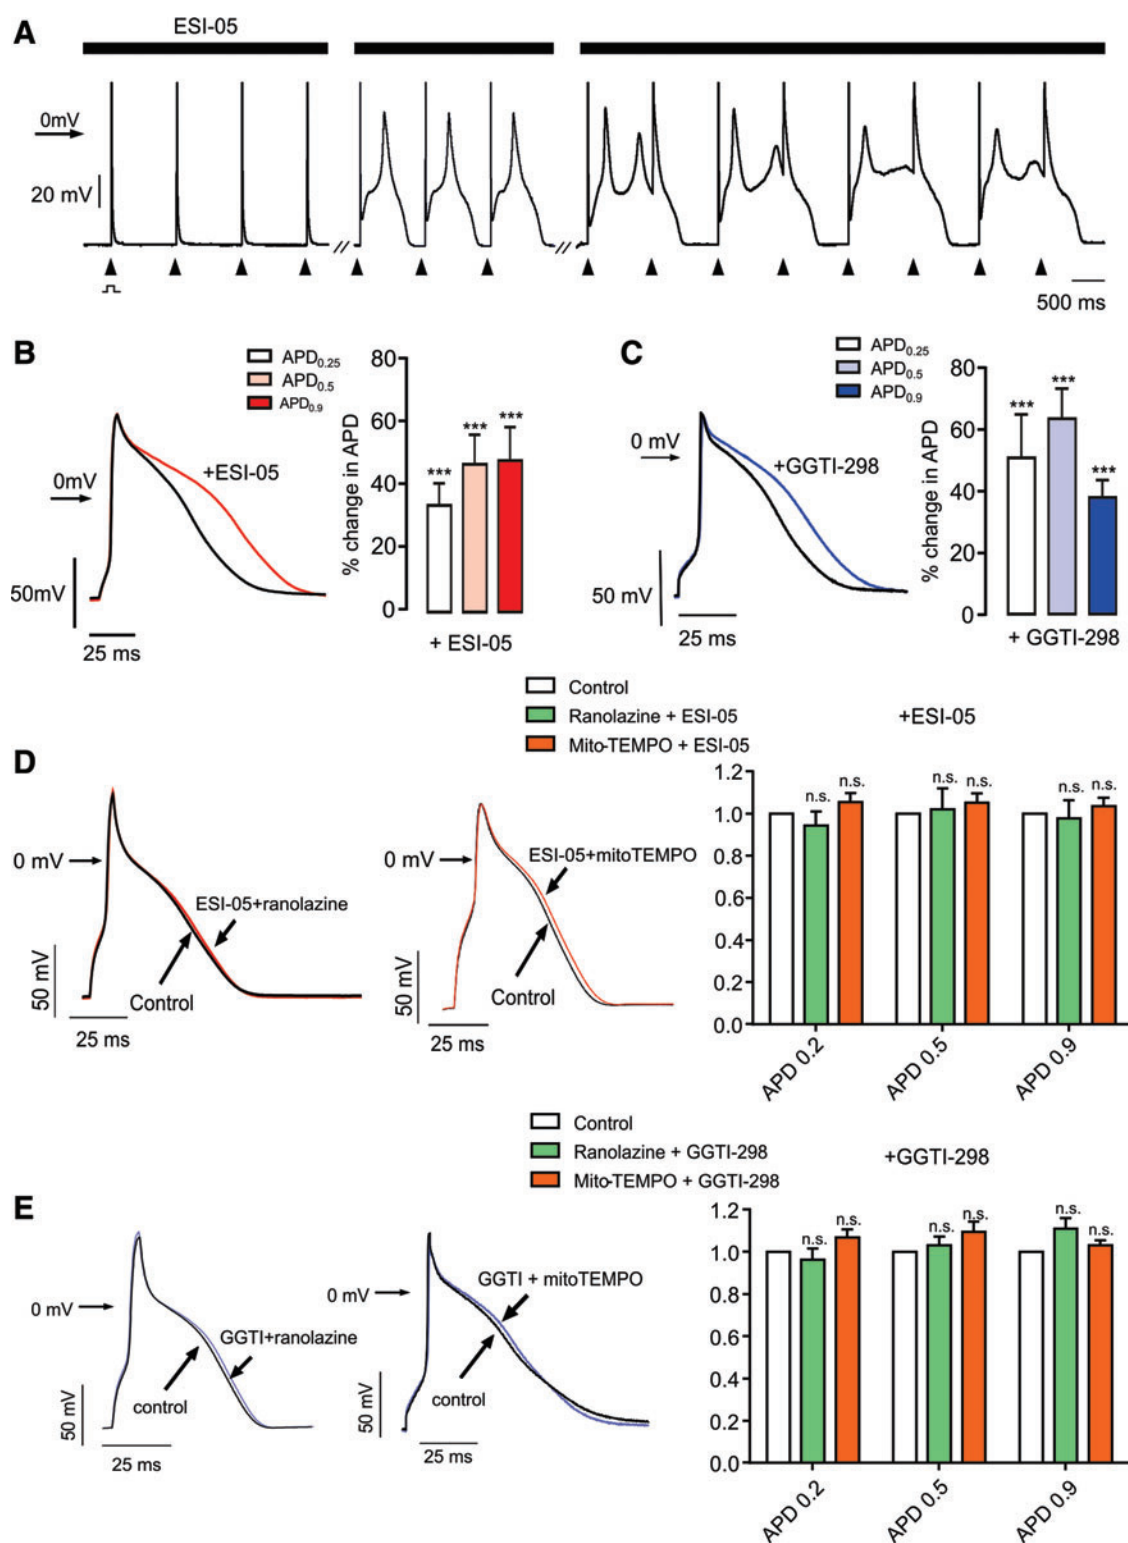 A
ESI-05
0mV
20 mV
500 ms
B
APD0.25
APD0.5
APD0.9
+ESI-05
0mV
50mV
25 ms
% change in APD
80
60
40
20
0
***
***
***
+ ESI-05
C
APD0.25
APD0.5
APD0.9
0 mV
+GGTI-298
50 mV
25 ms
% change in APD
80
60
40
20
0
***
***
***
+ GGTI-298
Control
Ranolazine + ESI-05
Mito-TEMPO + ESI-05
+ESI-05
D
0 mV
ESI-05+ranolazine
Control
50 mV
25 ms
0 mV
ESI-05+mitoTEMPO
Control
50 mV
25 ms
1.2
1.0
0.8
0.6
0.4
0.2
0.0
n.s.
n.s.
n.s.
n.s.
n.s.
n.s.
APD 0.2
APD 0.5
APD 0.9
Control
Ranolazine + GGTI-298
Mito-TEMPO + GGTI-298
+GGTI-298
E
0 mV
GGTI+ranolazine
control
50 mV
25 ms
0 mV
GGTI + mitoTEMPO
control
50 mV
25 ms
1.2
1.0
0.8
0.6
0.4
0.2
0.0
n.s.
n.s.
n.s.
n.s.
n.s.
n.s.
APD 0.2
APD 0.5
APD 0.9